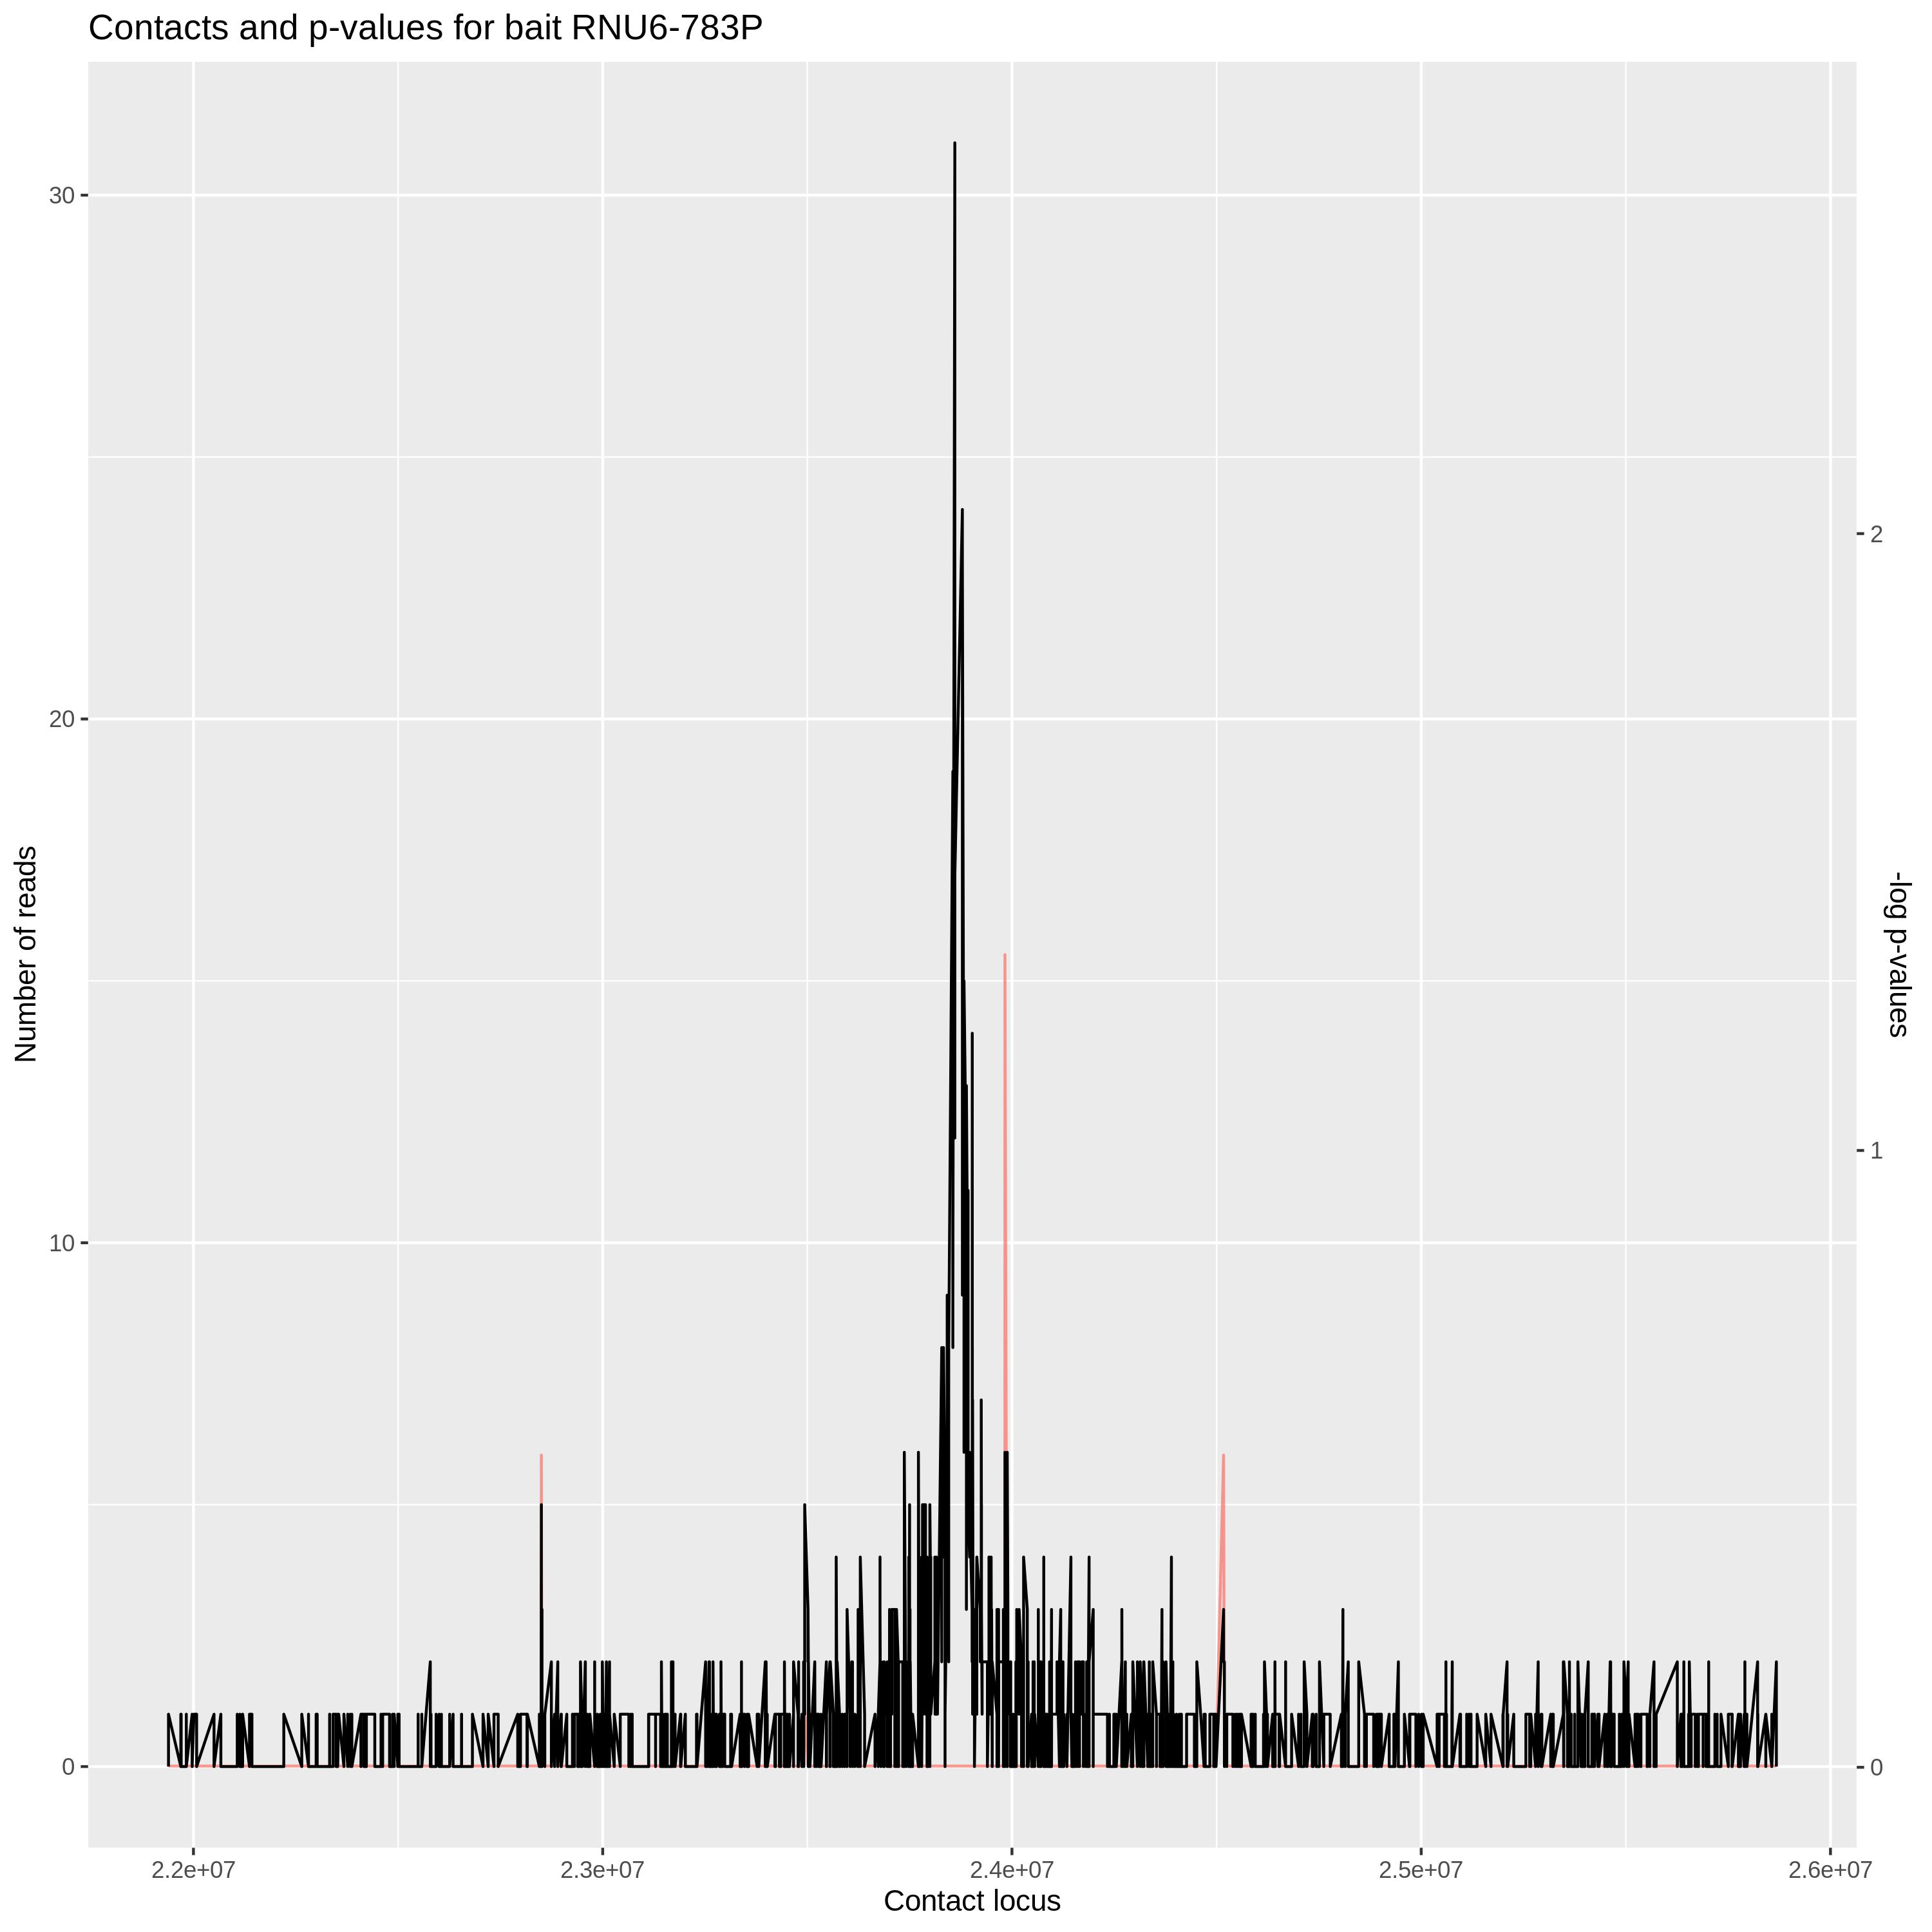 Contacts and p-values for bait RNU6-783P
30
20
10
0
Number of reads
2
1
0
-log p-values
2.2e+07 2.3e+07 2.4e+07 2.5e+07 2.6e+07
Contact locus